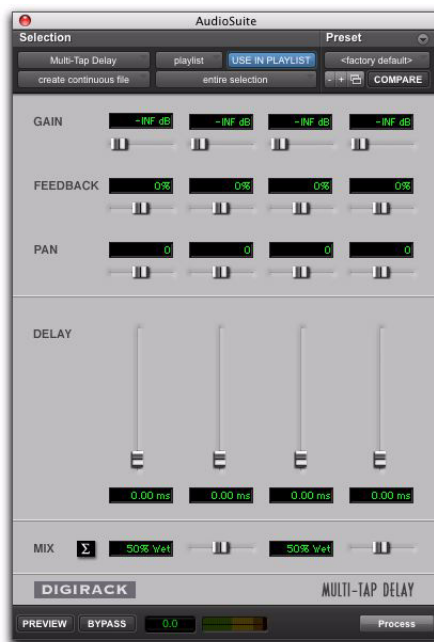 AudioSuite
Selection Preset
Multi-Tap Delay playlist USE IN PLAYLIST <factory default>
create continuous file entire selection - + COMPARE
GAIN -INF dB -INF dB -INF dB -INF dB
FEEDBACK 0% 0% 0% 0%
PAN 0 0 0 0
DELAY
0.00 ms 0.00 ms 0.00 ms 0.00 ms
MIX Σ 50% Wet 50% Wet
DIGIRACK MULTI-TAP DELAY
PREVIEW BYPASS 0.0 Process